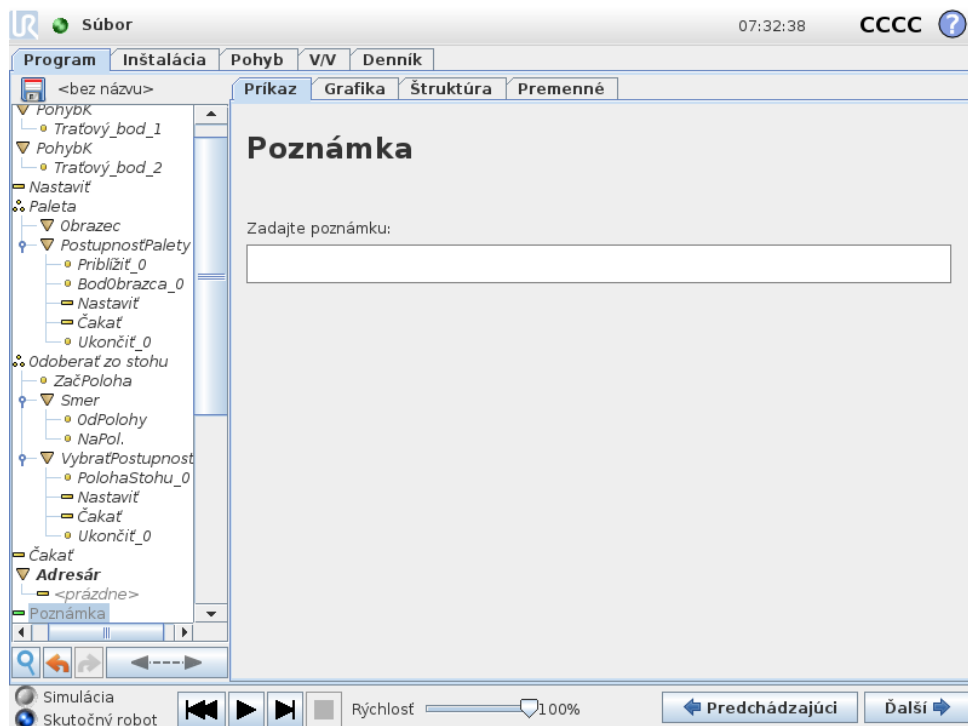 UR Súbor 07:32:38 CCCC ?
Program Inštalácia Pohyb V/V Denník
<bez názvu> Príkaz Grafika Štruktúra Premenné
PohybK
Traťový_bod_1
PohybK
Traťový_bod_2
Nastaviť
Paleta
Obrazec
PostupnosťPalety
Priblížiť_0
BodObrazca_0
Nastaviť
Čakať
Ukončiť_0
Odoberať zo stohu
ZačPoloha
Smer
OdPolohy
NaPol.
VybraťPostupnosť
PolohaStohu_0
Nastaviť
Čakať
Ukončiť_0
Čakať
Adresár
<prázdne>
Poznámka
Poznámka
Zadajte poznámku:
Simulácia
Skutočný robot
Rýchlosť 100%
Predchádzajúci Ďalší